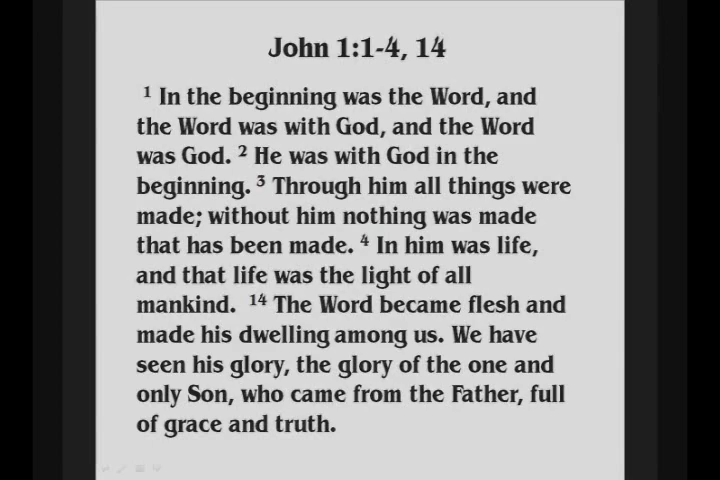 John 1:1-4, 14
1 In the beginning was the Word, and
the Word was with God, and the Word
was God. 2 He was with God in the
beginning. 3 Through him all things were
made; without him nothing was made
that has been made. 4 In him was life,
and that life was the light of all
mankind. 14 The Word became flesh and
made his dwelling among us. We have
seen his glory, the glory of the one and
only Son, who came from the Father, full
of grace and truth.